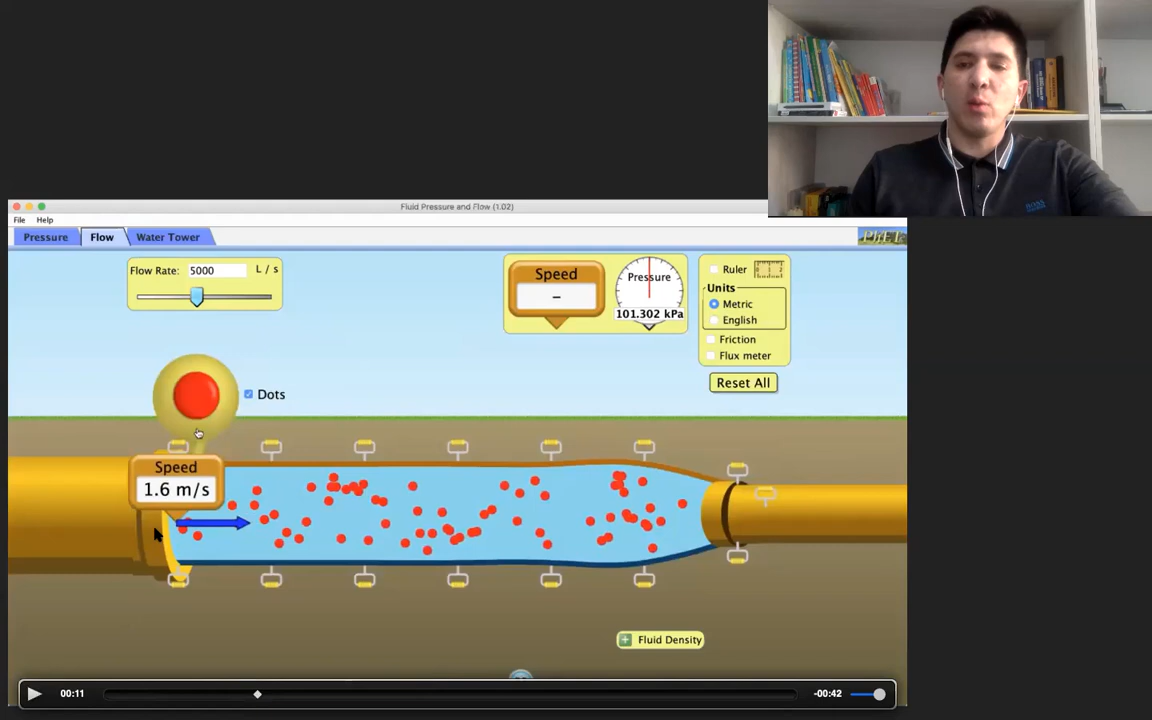 BOSS
Fluid Pressure and Flow (1.02)
File Help
Pressure Flow Water Tower
PhET
Flow Rate: 5000 L / s
Speed
–
Pressure
101.302 kPa
Ruler
Units
Metric
English
Friction
Flux meter
Reset All
Dots
Speed
1.6 m/s
Fluid Density
00:11
-00:42